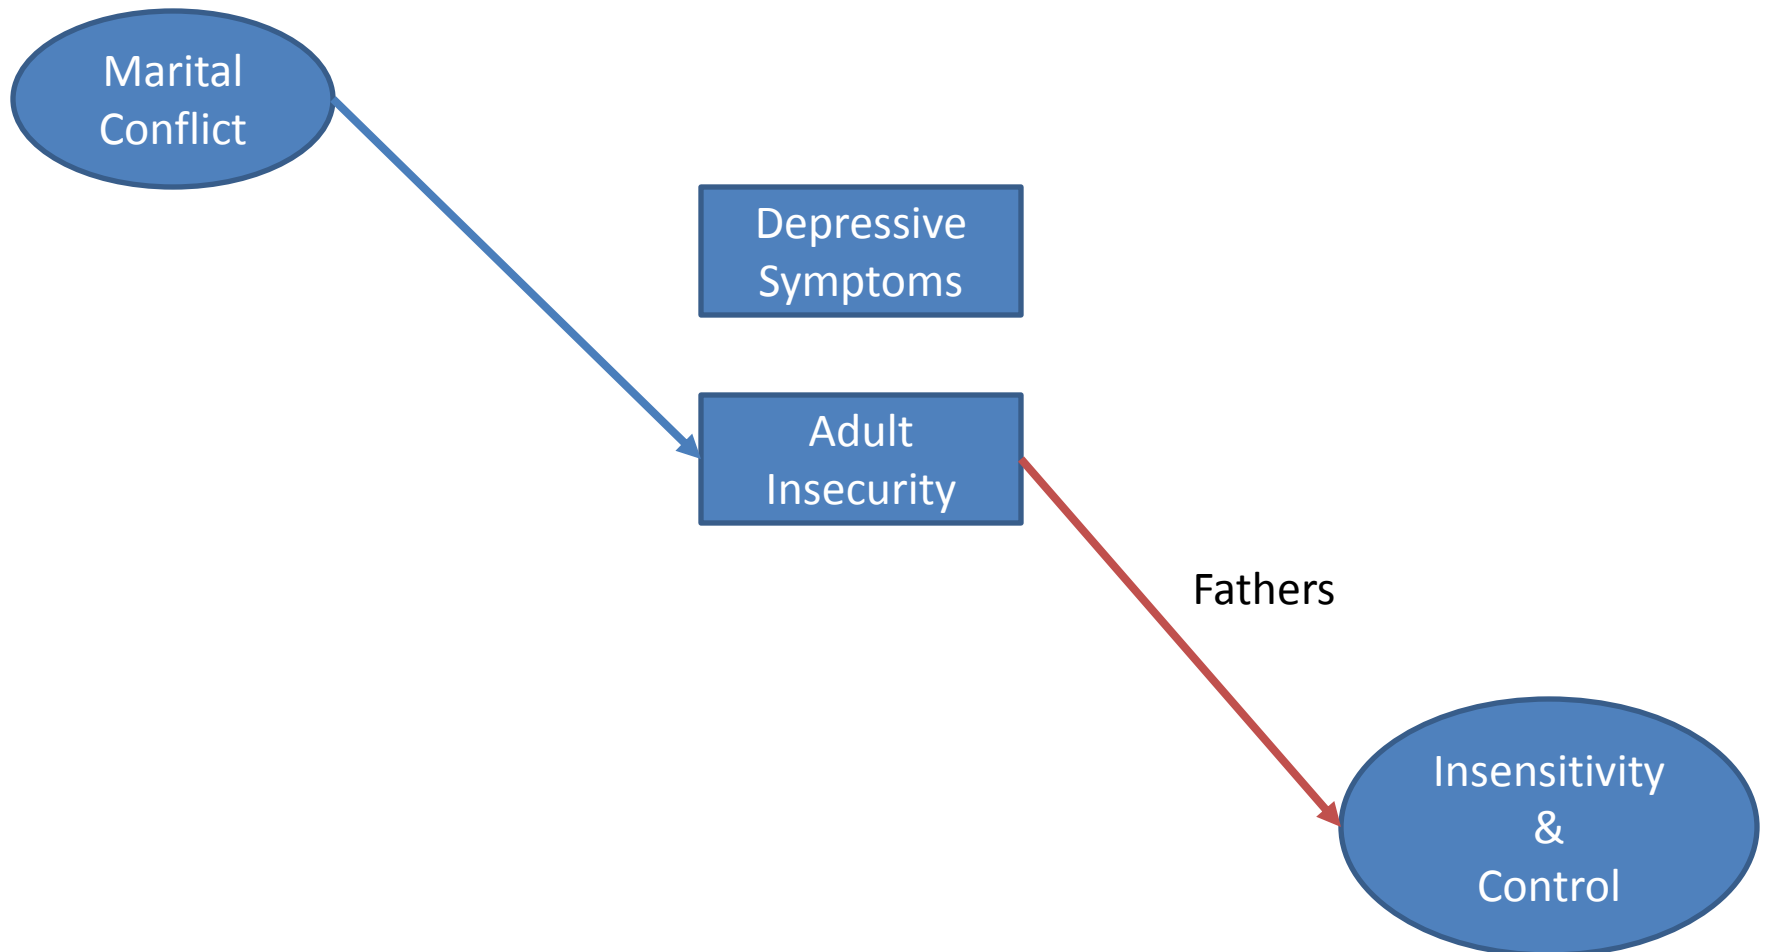 Marital
Conflict
Depressive
Symptoms
Adult
Insecurity
Fathers
Insensitivity
&
Control